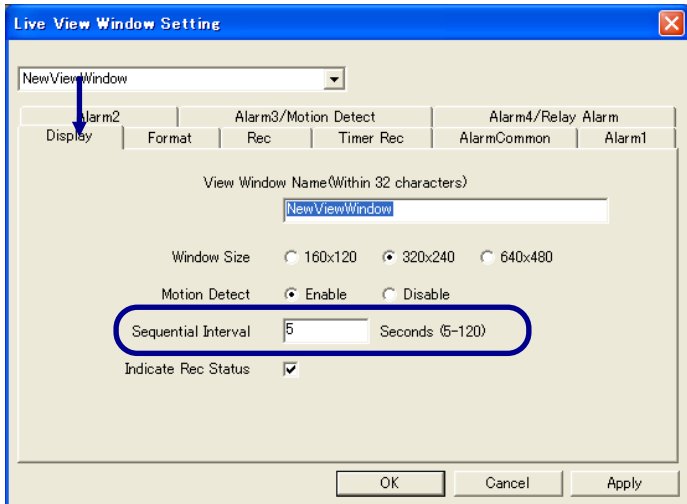 Live View Window Setting
NewViewWindow
Alarm2 Alarm3/Motion Detect Alarm4/Relay Alarm
Display Format Rec Timer Rec AlarmCommon Alarm1
View Window Name(Within 32 characters)
NewViewWindow
Window Size 160x120 320x240 640x480
Motion Detect Enable Disable
Sequential Interval 5 Seconds (5-120)
Indicate Rec Status
OK Cancel Apply